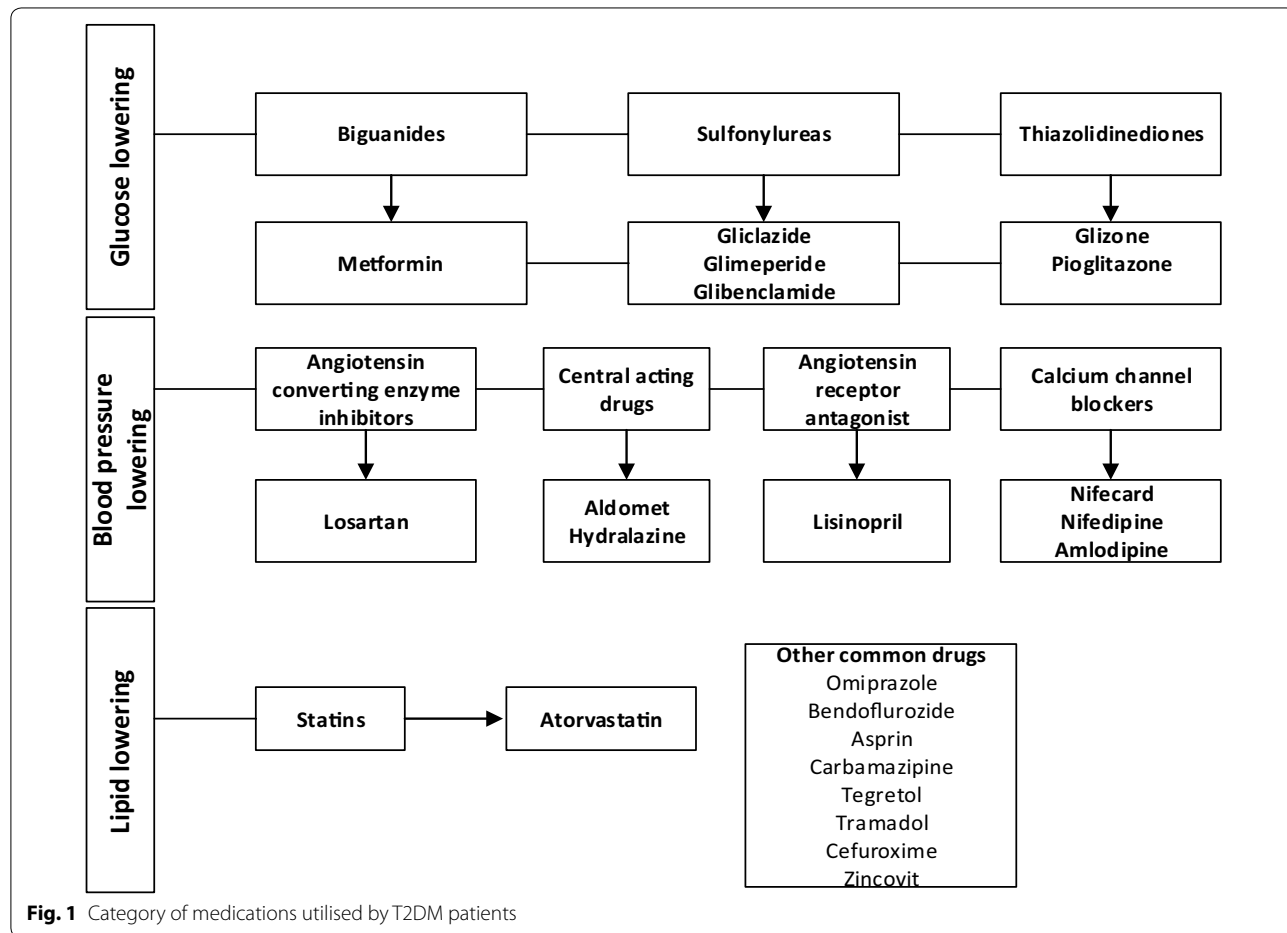 Glucose lowering
Biguanides
Sulfonylureas
Thiazolidinediones
Metformin
Gliclazide
Glimeperide
Glibenclamide
Glizone
Pioglitazone
Blood pressure
lowering
Angiotensin
converting enzyme
inhibitors
Central acting
drugs
Angiotensin
receptor
antagonist
Calcium channel
blockers
Losartan
Aldomet
Hydralazine
Lisinopril
Nifecard
Nifedipine
Amlodipine
Lipid lowering
Statins
Atorvastatin
Other common drugs
Omiprazole
Bendoflurozide
Asprin
Carbamazipine
Tegretol
Tramadol
Cefuroxime
Zincovit
Fig. 1 Category of medications utilised by T2DM patients